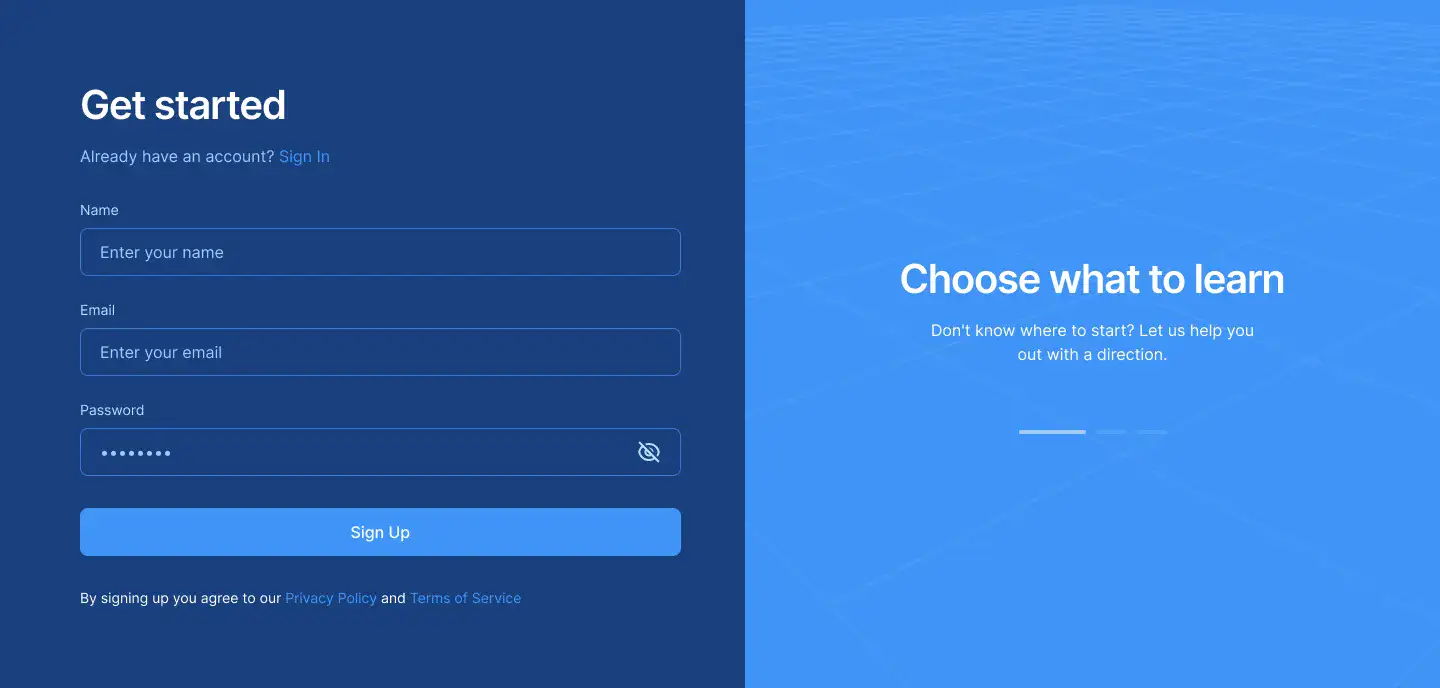 Get started
Already have an account? Sign In
Name
Enter your name
Email
Enter your email
Password
••••••••
Sign Up
By signing up you agree to our Privacy Policy and Terms of Service
Choose what to learn
Don't know where to start? Let us help you
out with a direction.